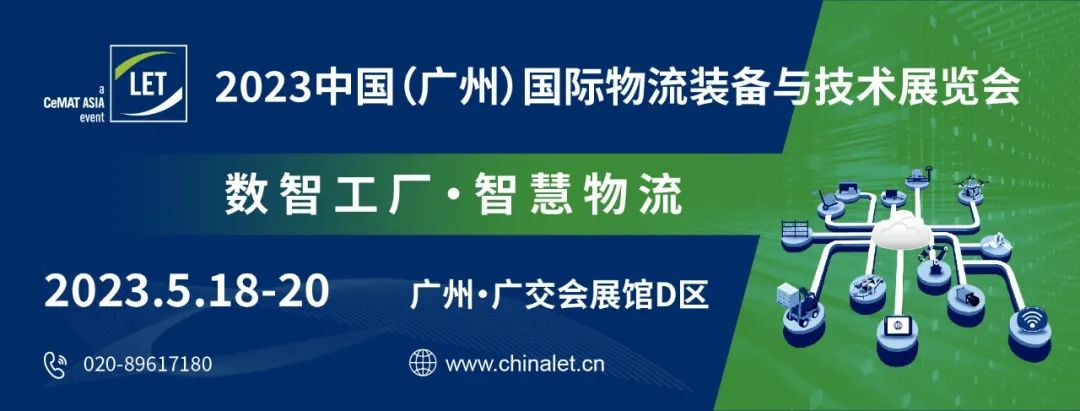 a
CeMAT ASIA
event
LET
2023中国(广州)国际物流装备与技术展览会
数智工厂·智慧物流
2023.5.18-20
广州·广交会展馆D区
020-89617180
www.chinalet.cn